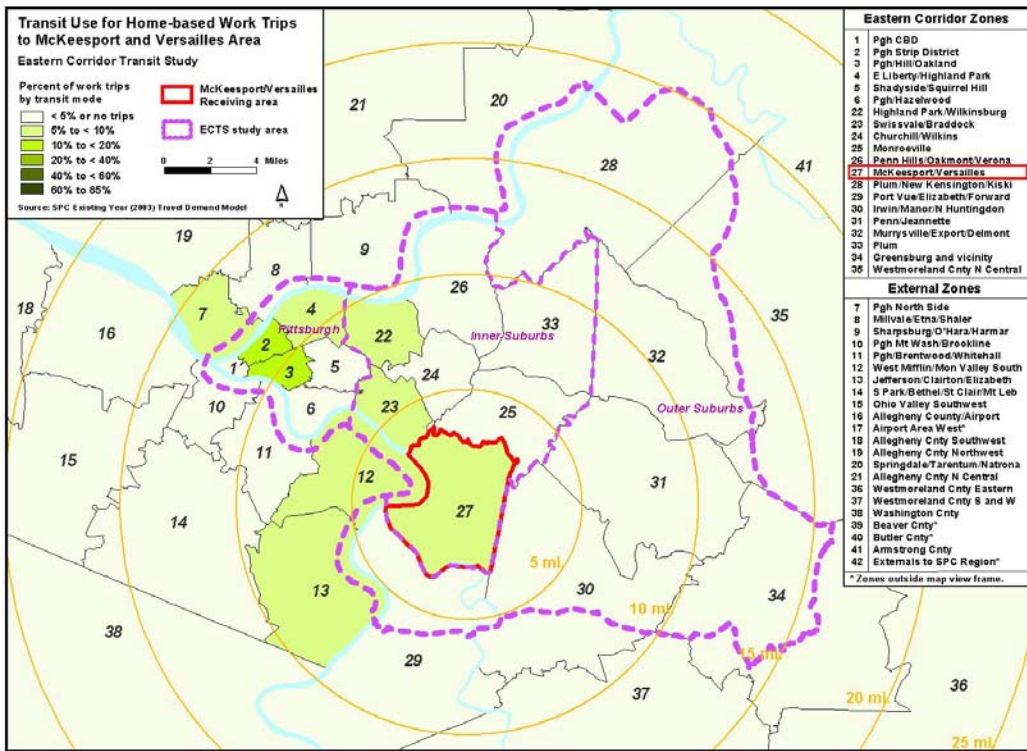 Transit Use for Home-based Work Trips
to McKeesport and Versailles Area
Eastern Corridor Transit Study
Percent of work trips
by transit mode
< 5% or no trips
5% to < 10%
10% to < 20%
20% to < 40%
40% to < 60%
60% to 85%
McKeesport/Versailles
Receiving area
ECTS study area
0 2 4 Miles
N
Source: SPC Existing Year (2003) Travel Demand Model
Eastern Corridor Zones
1 Pgh CBD
2 Pgh Strip District
3 Pgh/Hill/Oakland
4 E Liberty/Highland Park
5 Shadyside/Squirrel Hill
6 Pgh/Hazelwood
22 Highland Park/Wilkinsburg
23 Swissvale/Braddock
24 Churchill/Wilkins
25 Monroeville
26 Penn Hills/Oakmont/Verona
27 McKeesport/Versailles
28 Plum/New Kensington/Kiski
29 Port Vue/Elizabeth/Forward
30 Irwin/Manor/N Huntingdon
31 Penn/Jeannette
32 Murrysville/Export/Delmont
33 Plum
34 Greensburg and vicinity
35 Westmoreland Cnty N Central
External Zones
7 Pgh North Side
8 Millvale/Etna/Shaler
9 Sharpsburg/O'Hara/Harmar
10 Pgh Mt Wash/Brookline
11 Pgh/Brentwood/Whitehall
12 West Mifflin/Mon Valley South
13 Jefferson/Clairton/Elizabeth
14 S Park/Bethel/St Clair/Mt Leb
15 Ohio Valley Southwest
16 Allegheny County/Airport
17 Airport Area West*
18 Allegheny Cnty Southwest
19 Allegheny Cnty Northwest
20 Springdale/Tarentum/Natrona
21 Allegheny Cnty N Central
36 Westmoreland Cnty Eastern
37 Westmoreland Cnty S and W
38 Washington Cnty
39 Beaver Cnty*
40 Butler Cnty*
41 Armstrong Cnty
42 Externals to SPC Region*
* Zones outside map view frame.
21
20
28
41
19
9
8
26
18
16
7
4
Pittsburgh
2
22
Inner Suburbs
33
35
32
1
3
5
24
10
6
23
25
Outer Suburbs
15
11
12
14
27
31
5 mi.
13
30
10 mi.
34
38
29
15 mi.
37
20 mi.
36
25 mi.